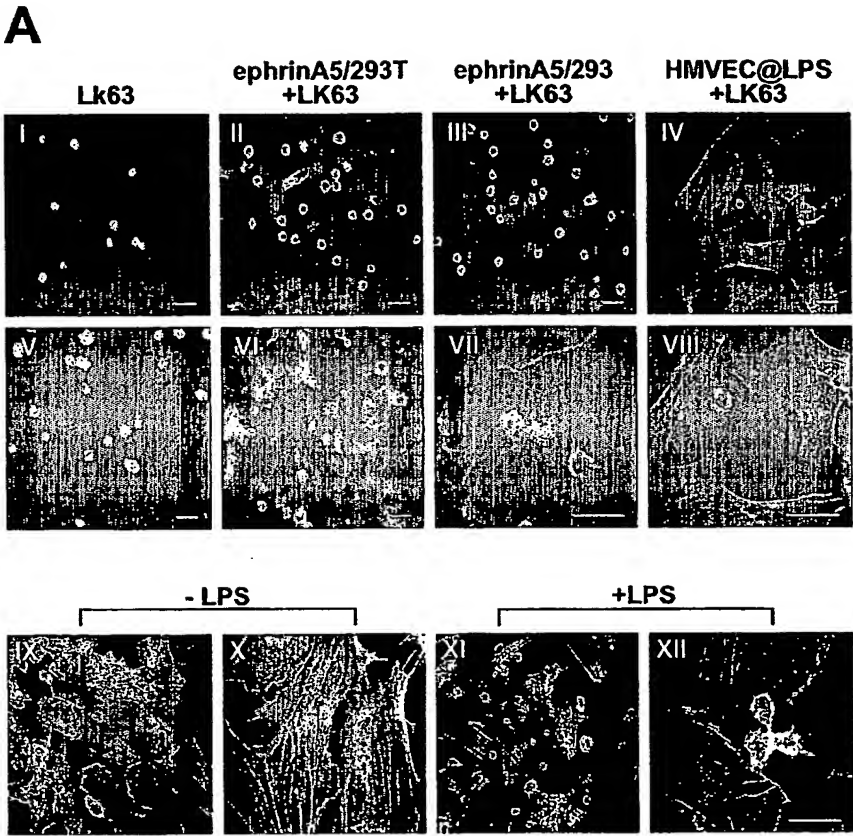 A
Lk63
ephrinA5/293T
+LK63
ephrinA5/293
+LK63
HMVEC@LPS
+LK63
I
II
III
IV
V
VI
VII
VIII
- LPS
+LPS
IX
X
XI
XII